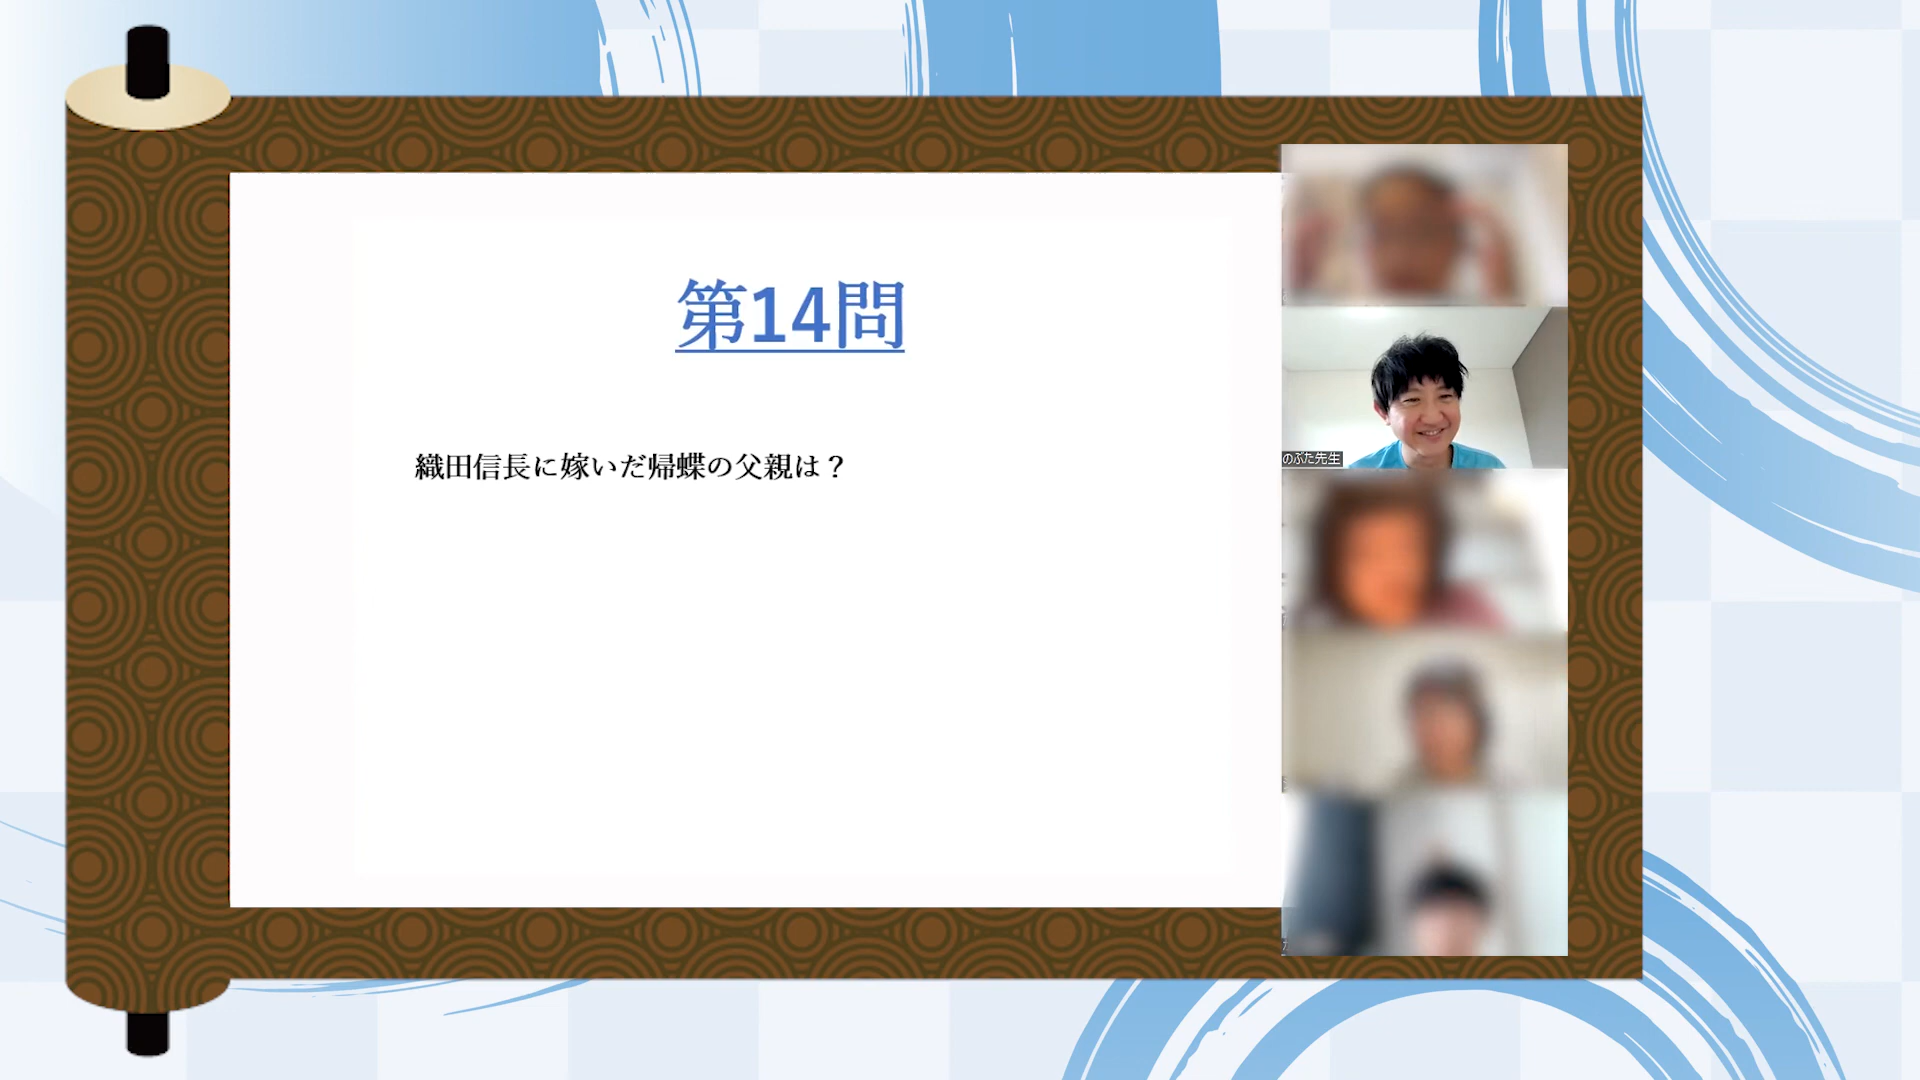 第14問
織田信長に嫁いだ帰蝶の父親は？
のぶた先生